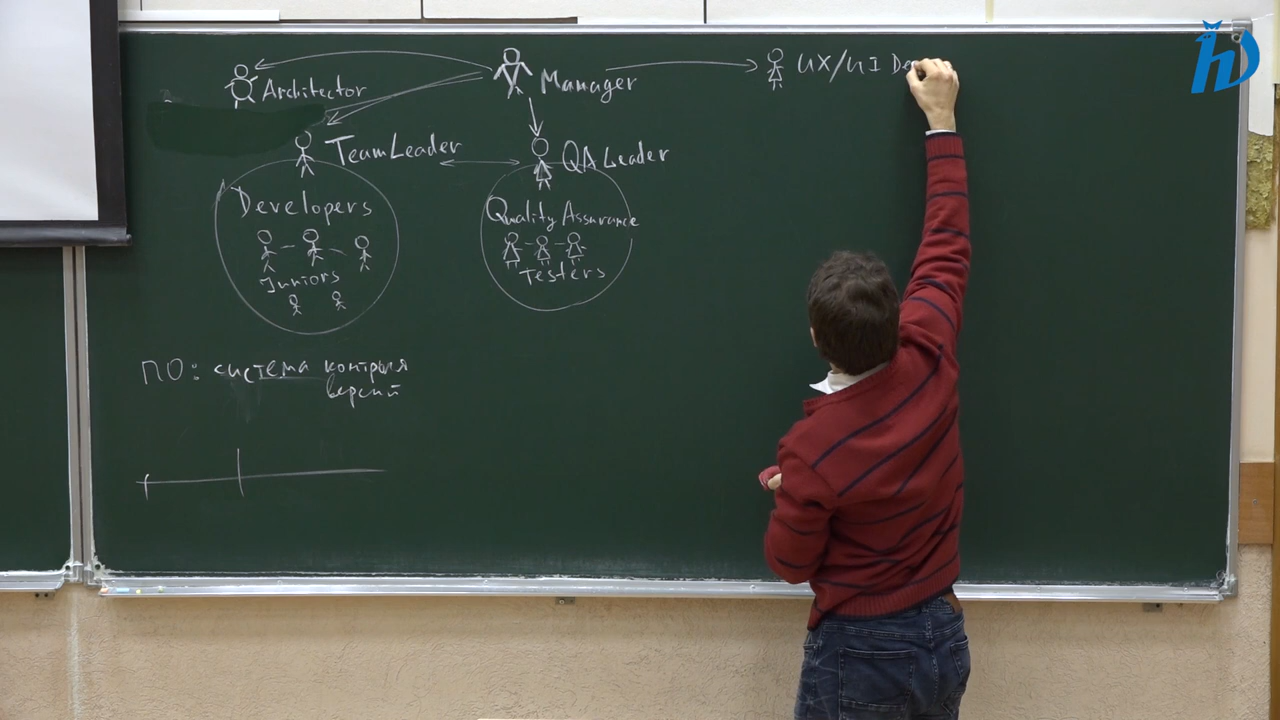 Architector
Manager
UX/UI De
TeamLeader
QA Leader
Developers
Quality Assurance
Juniors
Testers
ПО: система контроля
версий